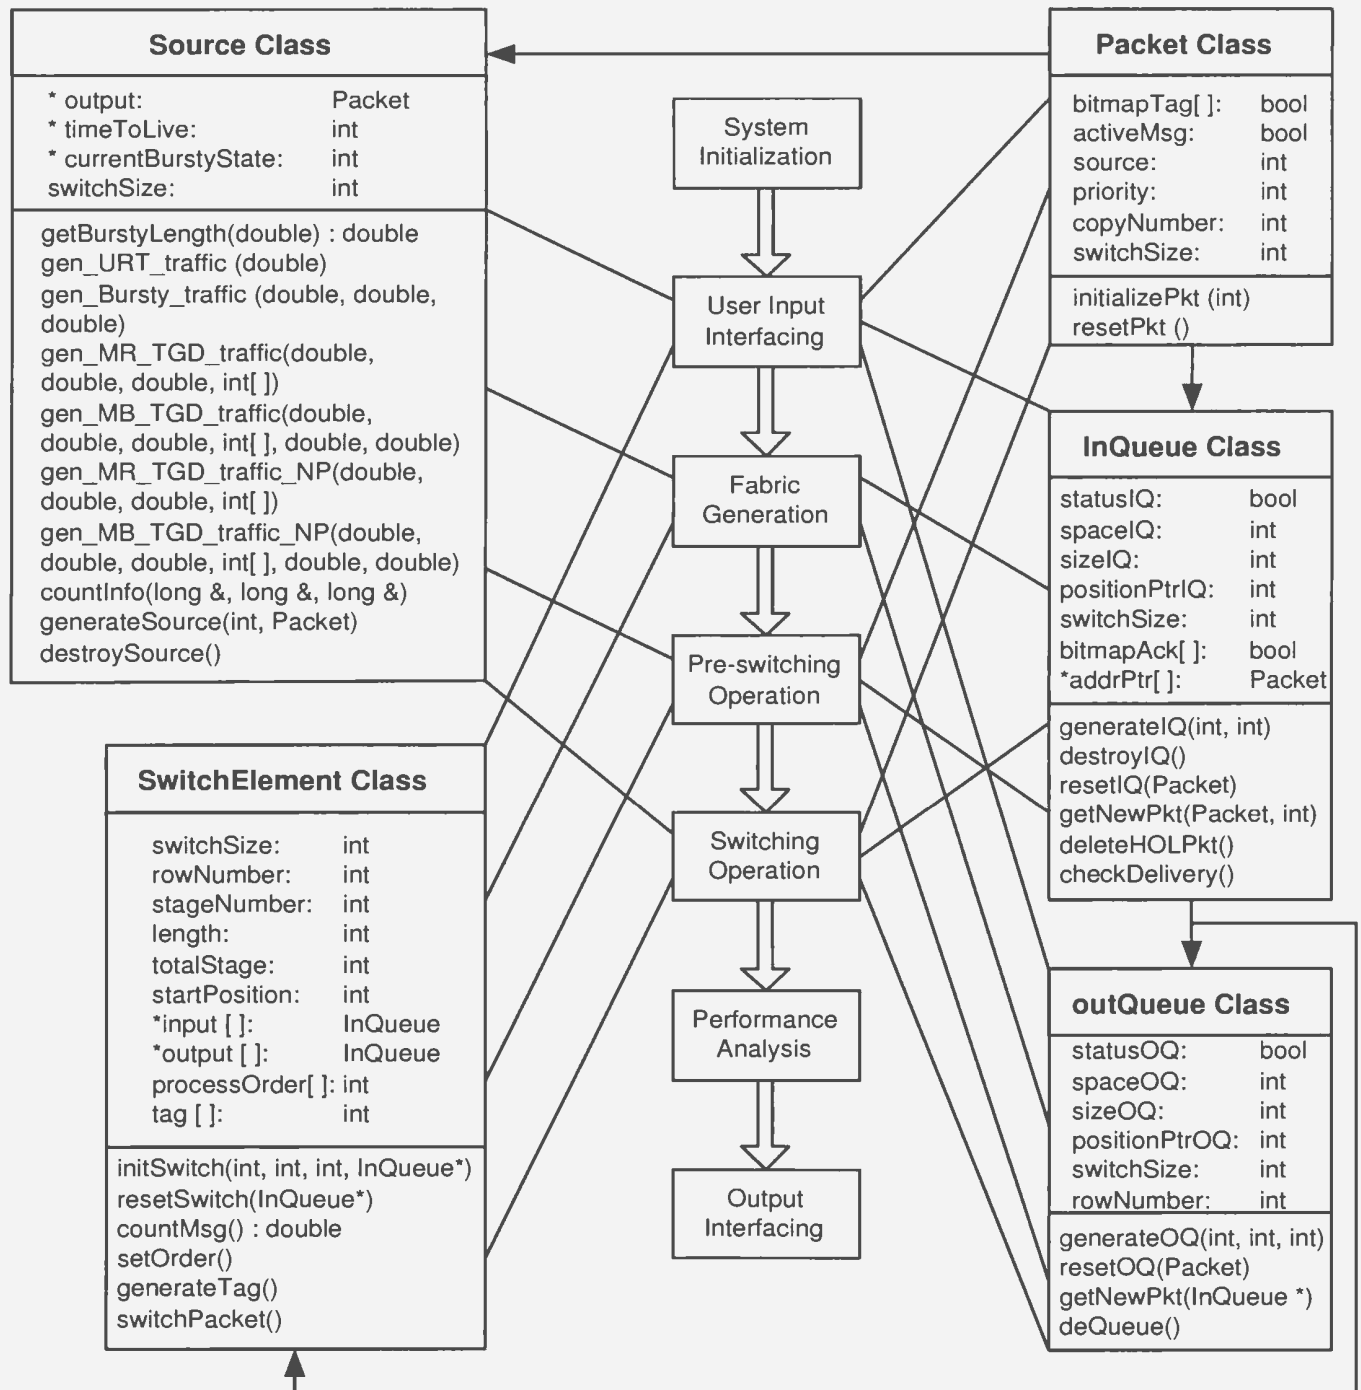 Source Class
* output: Packet
* timeToLive: int
* currentBurstyState: int
switchSize: int
getBurstyLength(double) : double
gen_URT_traffic (double)
gen_Bursty_traffic (double, double,
double)
gen_MR_TGD_traffic(double,
double, double, int[ ])
gen_MB_TGD_traffic(double,
double, double, int[ ], double, double)
gen_MR_TGD_traffic_NP(double,
double, double, int[ ])
gen_MB_TGD_traffic_NP(double,
double, double, int[ ], double, double)
countInfo(long &, long &, long &)
generateSource(int, Packet)
destroySource()
SwitchElement Class
switchSize: int
rowNumber: int
stageNumber: int
length: int
totalStage: int
startPosition: int
*input [ ]: InQueue
*output [ ]: InQueue
processOrder[ ]: int
tag [ ]: int
initSwitch(int, int, int, InQueue*)
resetSwitch(InQueue*)
countMsg() : double
setOrder()
generateTag()
switchPacket()
System
Initialization
User Input
Interfacing
Fabric
Generation
Pre-switching
Operation
Switching
Operation
Performance
Analysis
Output
Interfacing
Packet Class
bitmapTag[ ]: bool
activeMsg: bool
source: int
priority: int
copyNumber: int
switchSize: int
initializePkt (int)
resetPkt ()
InQueue Class
statusIQ: bool
spaceIQ: int
sizeIQ: int
positionPtrIQ: int
switchSize: int
bitmapAck[ ]: bool
*addrPtr[ ]: Packet
generateIQ(int, int)
destroyIQ()
resetIQ(Packet)
getNewPkt(Packet, int)
deleteHOLPkt()
checkDelivery()
outQueue Class
statusOQ: bool
spaceOQ: int
sizeOQ: int
positionPtrOQ: int
switchSize: int
rowNumber: int
generateOQ(int, int, int)
resetOQ(Packet)
getNewPkt(InQueue *)
deQueue()